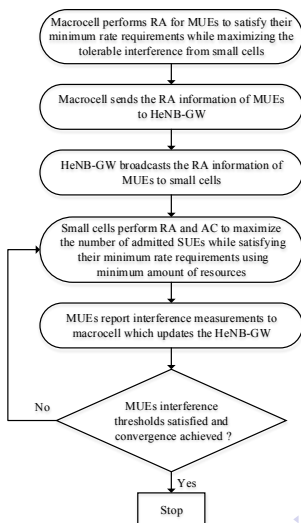 Macrocell performs RA for MUEs to satisfy their
minimum rate requirements while maximizing the
tolerable interference from small cells
Macrocell sends the RA information of MUEs
to HeNB-GW
HeNB-GW broadcasts the RA information
of MUEs to small cells
Small cells perform RA and AC to maximize
the number of admitted SUEs while satisfying
their minimum rate requirements using
minimum amount of resources
MUEs report interference measurements to
macrocell which updates the HeNB-GW
No
MUEs interference
thresholds satisfied and
convergence achieved ?
Yes
Stop